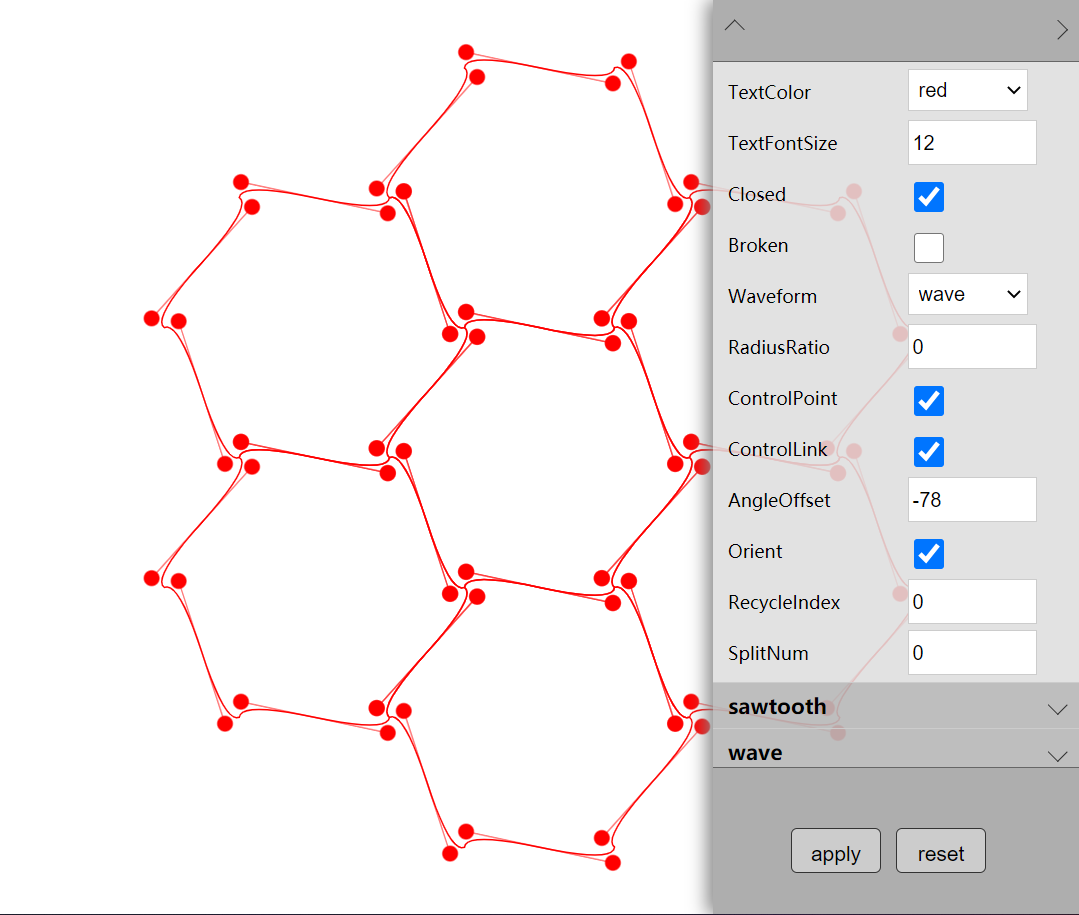 TextColor red
TextFontSize 12
Closed
Broken
Waveform wave
RadiusRatio 0
ControlPoint
ControlLink
AngleOffset -78
Orient
RecycleIndex 0
SplitNum 0
sawtooth
wave
apply reset